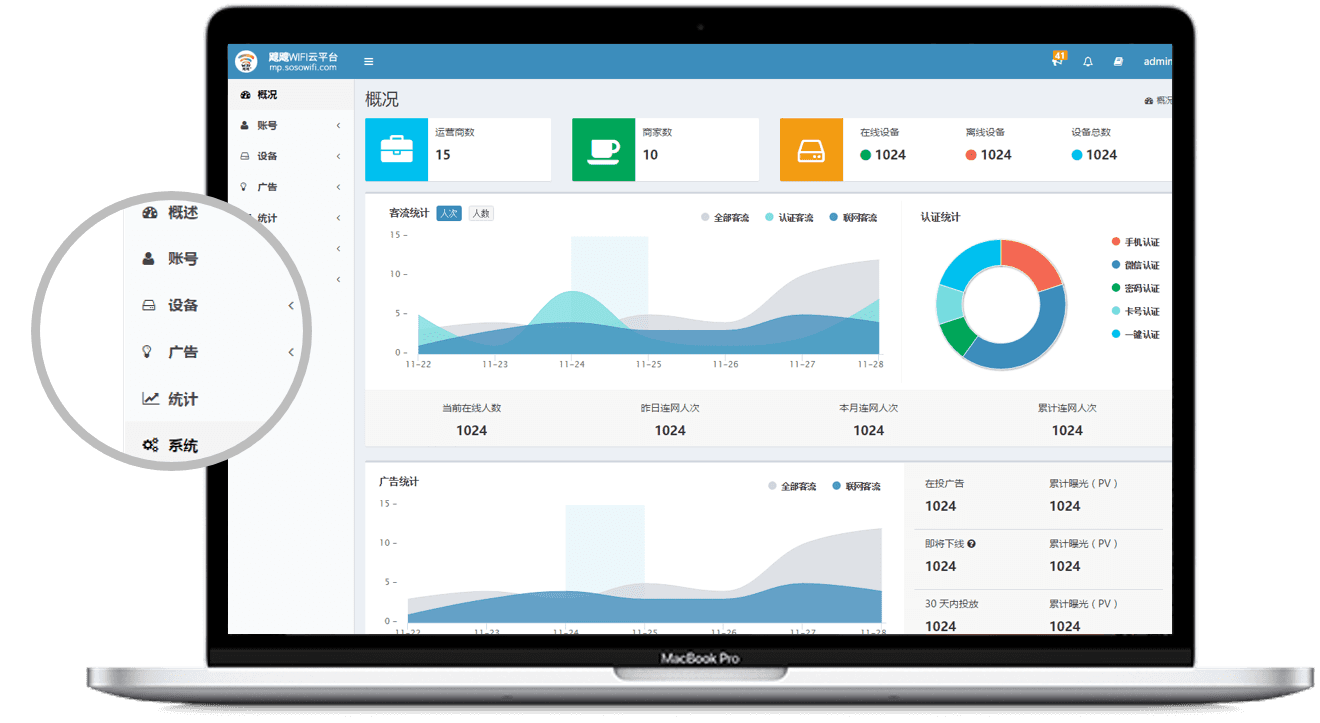 飕飕WIFI云平台
mp.sosowifi.com
41
admin
概况
账号
设备
广告
统计
概述
账号
设备
广告
统计
系统
概况
概况
运营商数
15
商家数
10
在线设备
1024
离线设备
1024
设备总数
1024
客流统计 人次 人数
全部客流 认证客流 联网客流
15
10
5
0
11-22 11-23 11-24 11-25 11-26 11-27 11-28
认证统计
手机认证
微信认证
密码认证
卡号认证
一键认证
当前在线人数
1024
昨日连网人次
1024
本月连网人次
1024
累计连网人次
1024
广告统计
全部客流 联网客流
15
10
5
0
11-22 11-23 11-24 11-25 11-26 11-27 11-28
在投广告 累计曝光（PV）
1024 1024
即将下线 累计曝光（PV）
1024 1024
30 天内投放 累计曝光（PV）
1024 1024
MacBook Pro